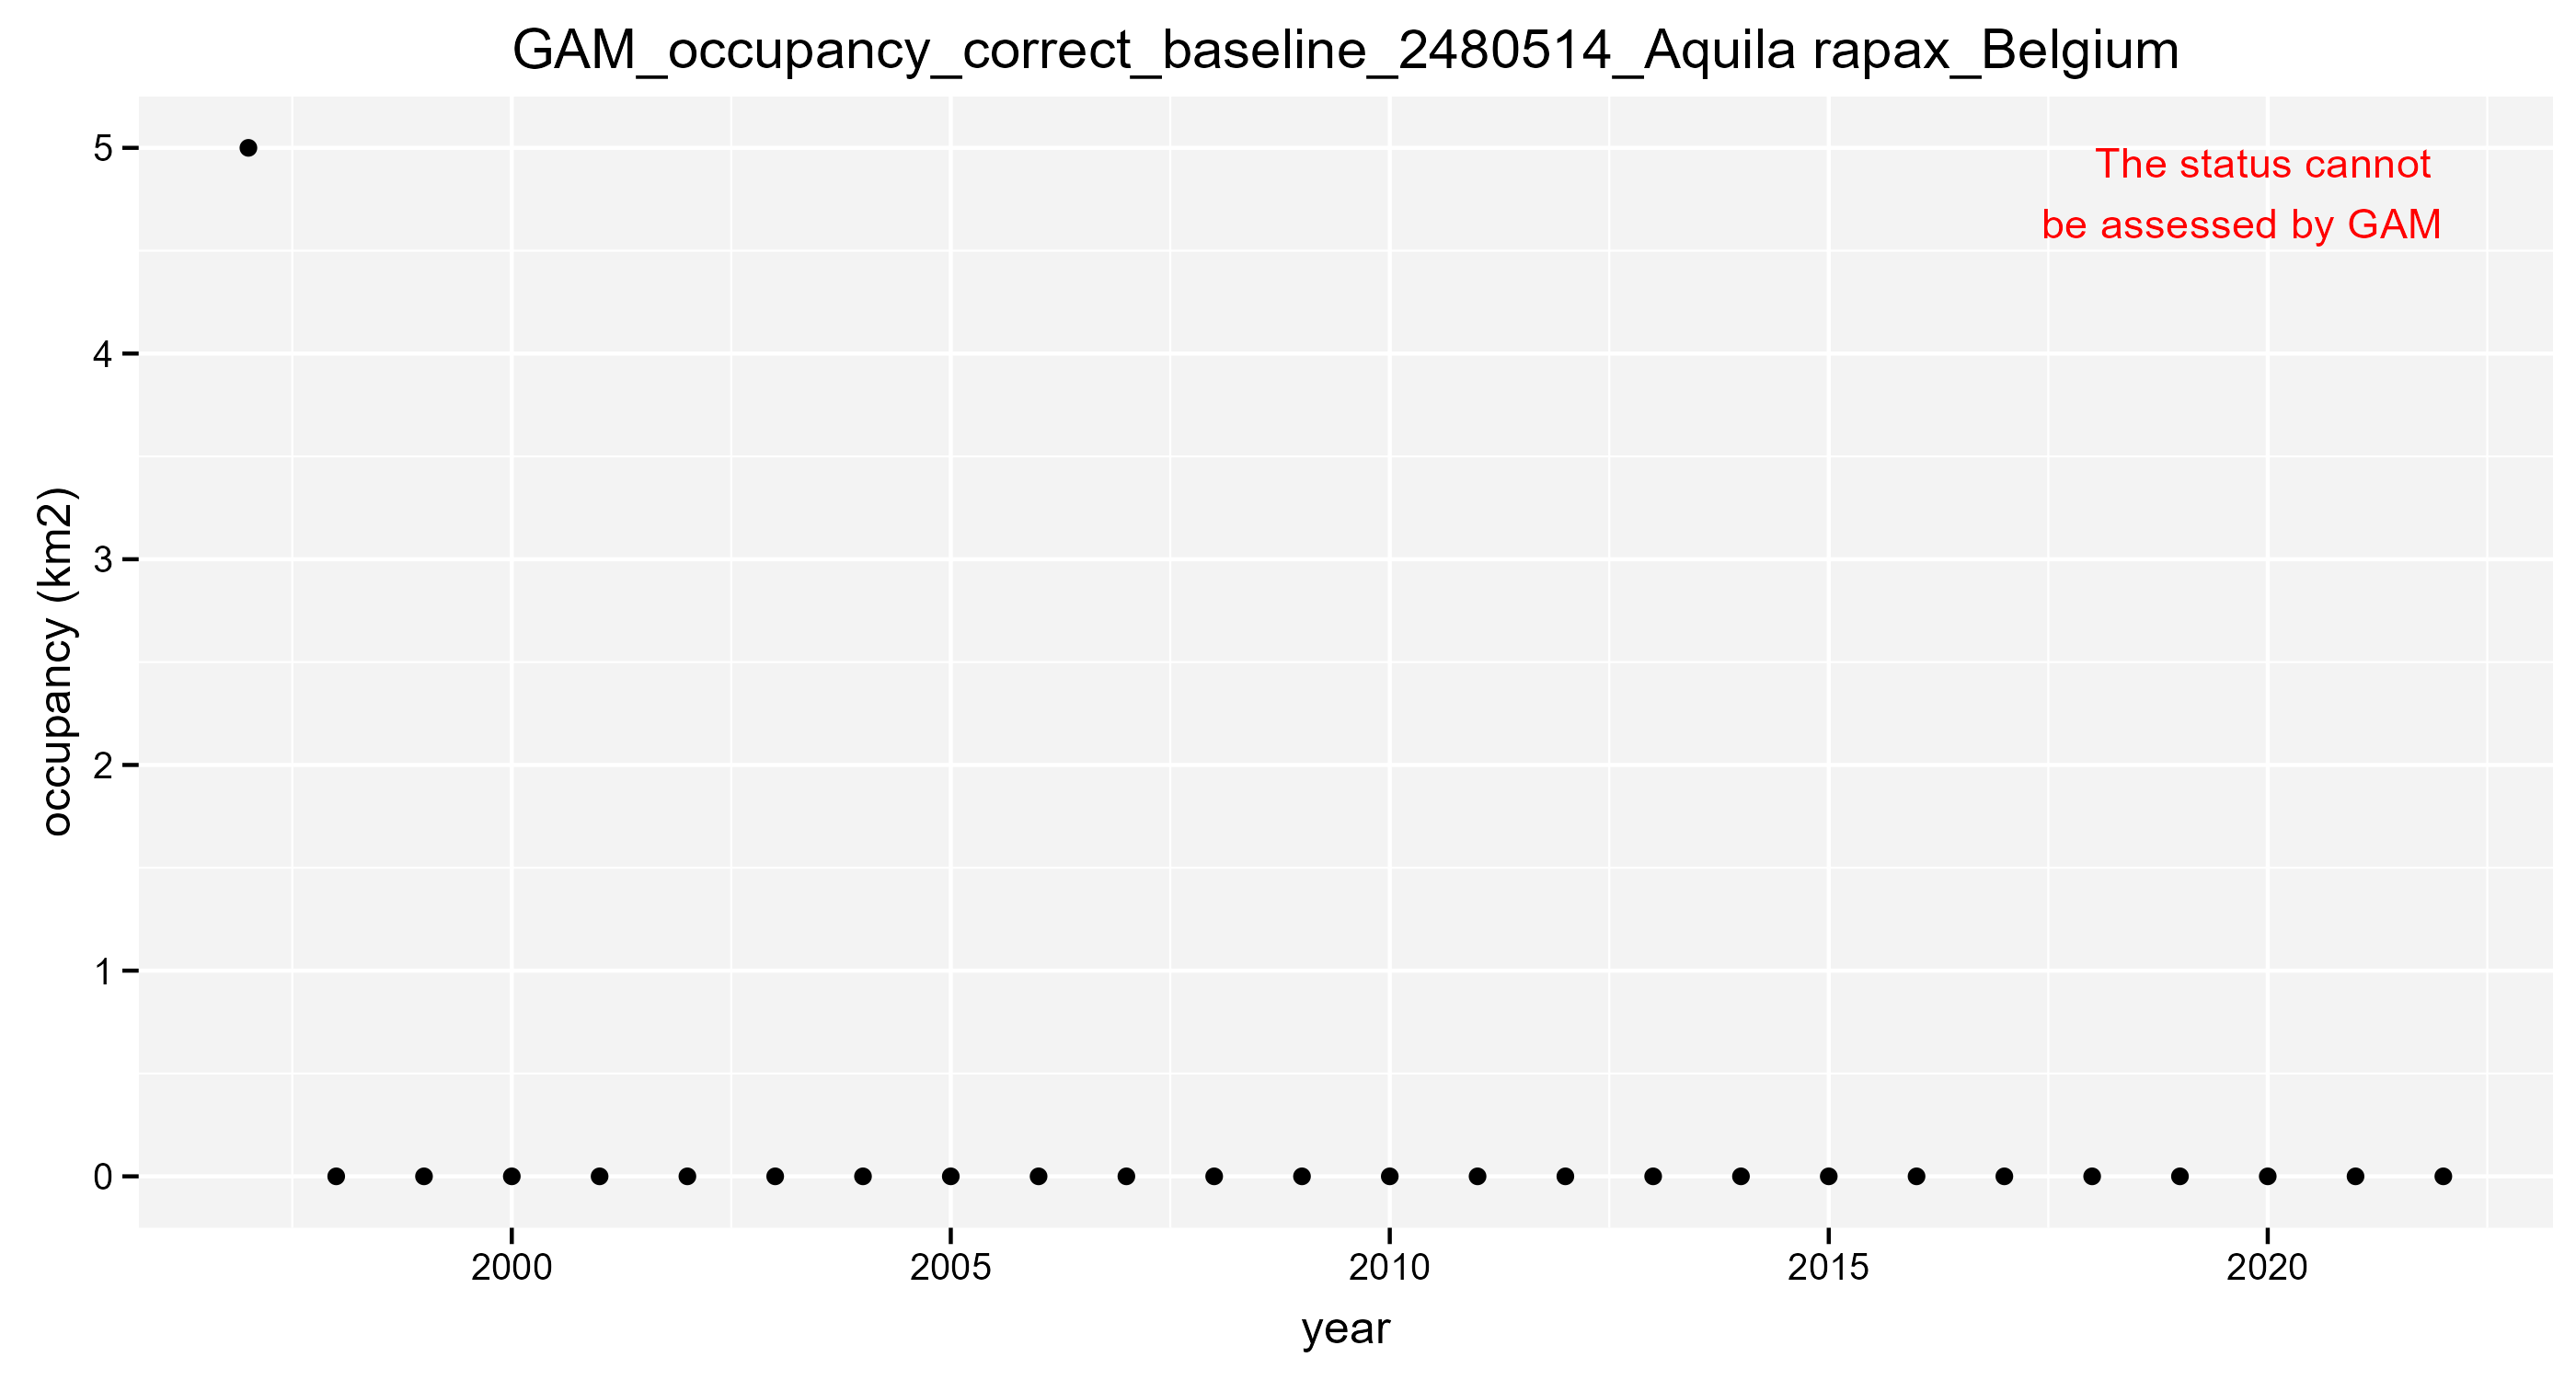 GAM_occupancy_correct_baseline_2480514_Aquila rapax_Belgium
The status cannot
be assessed by GAM
occupancy (km2)
5
4
3
2
1
0
2000 2005 2010 2015 2020
year